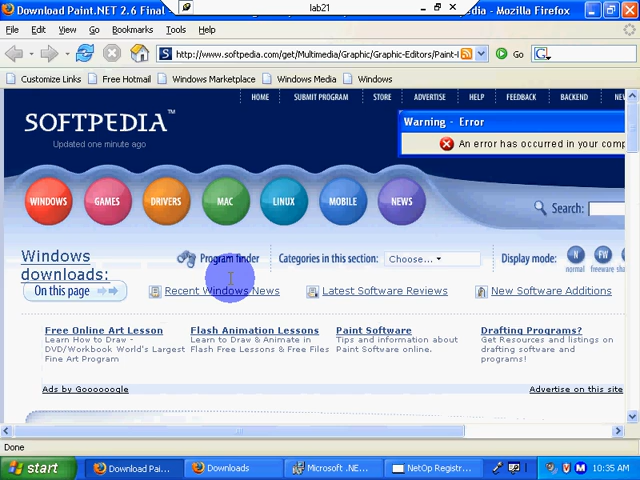 Download Paint.NET 2.6 Final -
lab21
pedia - Mozilla Firefox
File Edit View Go Bookmarks Tools Help
S http://www.softpedia.com/get/Multimedia/Graphic/Graphic-Editors/Paint- Go G
Customize Links Free Hotmail Windows Marketplace Windows Media Windows
HOME SUBMIT PROGRAM STORE ADVERTISE HELP FEEDBACK BACKEND
SOFTPEDIA™
Updated one minute ago
Warning - Error
An error has occurred in your comp
WINDOWS GAMES DRIVERS MAC LINUX MOBILE NEWS
Search:
Windows downloads:
Program finder Categories in this section: Choose... Display mode: N normal FW freeware
On this page Recent Windows News Latest Software Reviews New Software Additions
Free Online Art Lesson Flash Animation Lessons Paint Software Drafting Programs?
Learn How to Draw - Learn to Draw & Animate in Tips and information about Get Resources and listings on
DVD/Workbook World's Largest Flash Free Lessons & Free Files Paint Software online. drafting software and
Fine Art Program programs!
Ads by Goooooogle Advertise on this site
Done
start Download Pai... Downloads Microsoft .NE... NetOp Registr... V M 10:35 AM